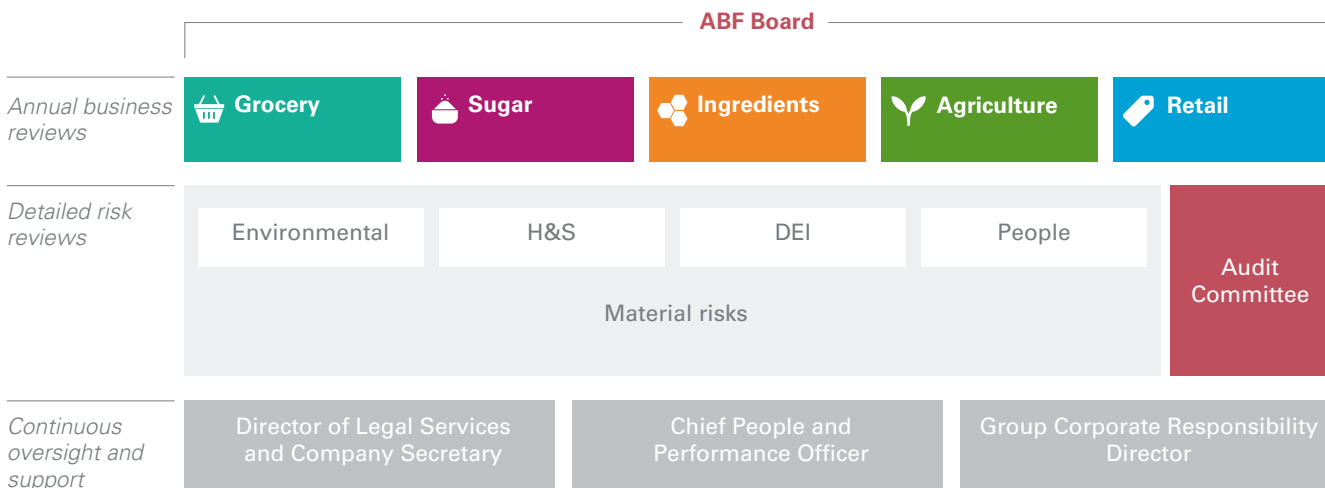 ABF Board
Annual business
reviews
Grocery
Sugar
Ingredients
Agriculture
Retail
Detailed risk
reviews
Environmental
H&S
DEI
People
Material risks
Audit
Committee
Continuous
oversight and
support
Director of Legal Services
and Company Secretary
Chief People and
Performance Officer
Group Corporate Responsibility
Director